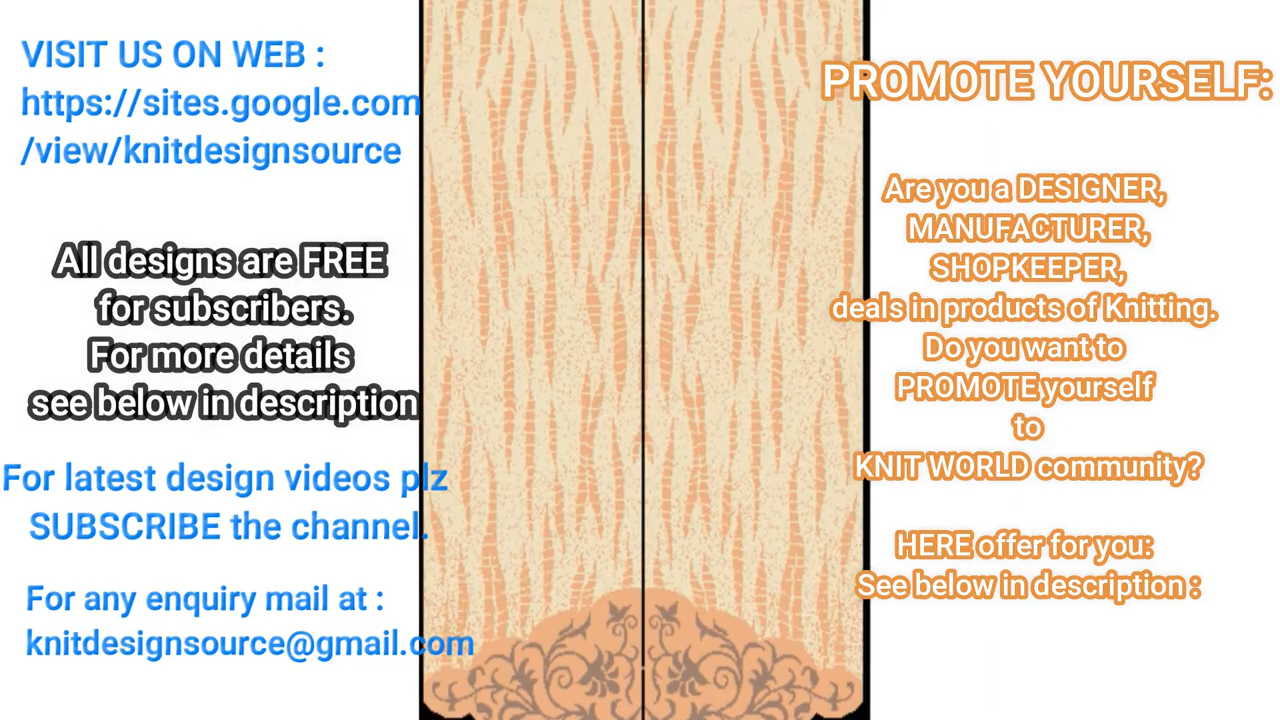 VISIT US ON WEB :
https://sites.google.com
/view/knitdesignsource
All designs are FREE
for subscribers.
For more details
see below in description
For latest design videos plz
SUBSCRIBE the channel.
For any enquiry mail at :
knitdesignsource@gmail.com
PROMOTE YOURSELF:
Are you a DESIGNER,
MANUFACTURER,
SHOPKEEPER,
deals in products of Knitting.
Do you want to
PROMOTE yourself
to
KNIT WORLD community?
HERE offer for you:
See below in description :